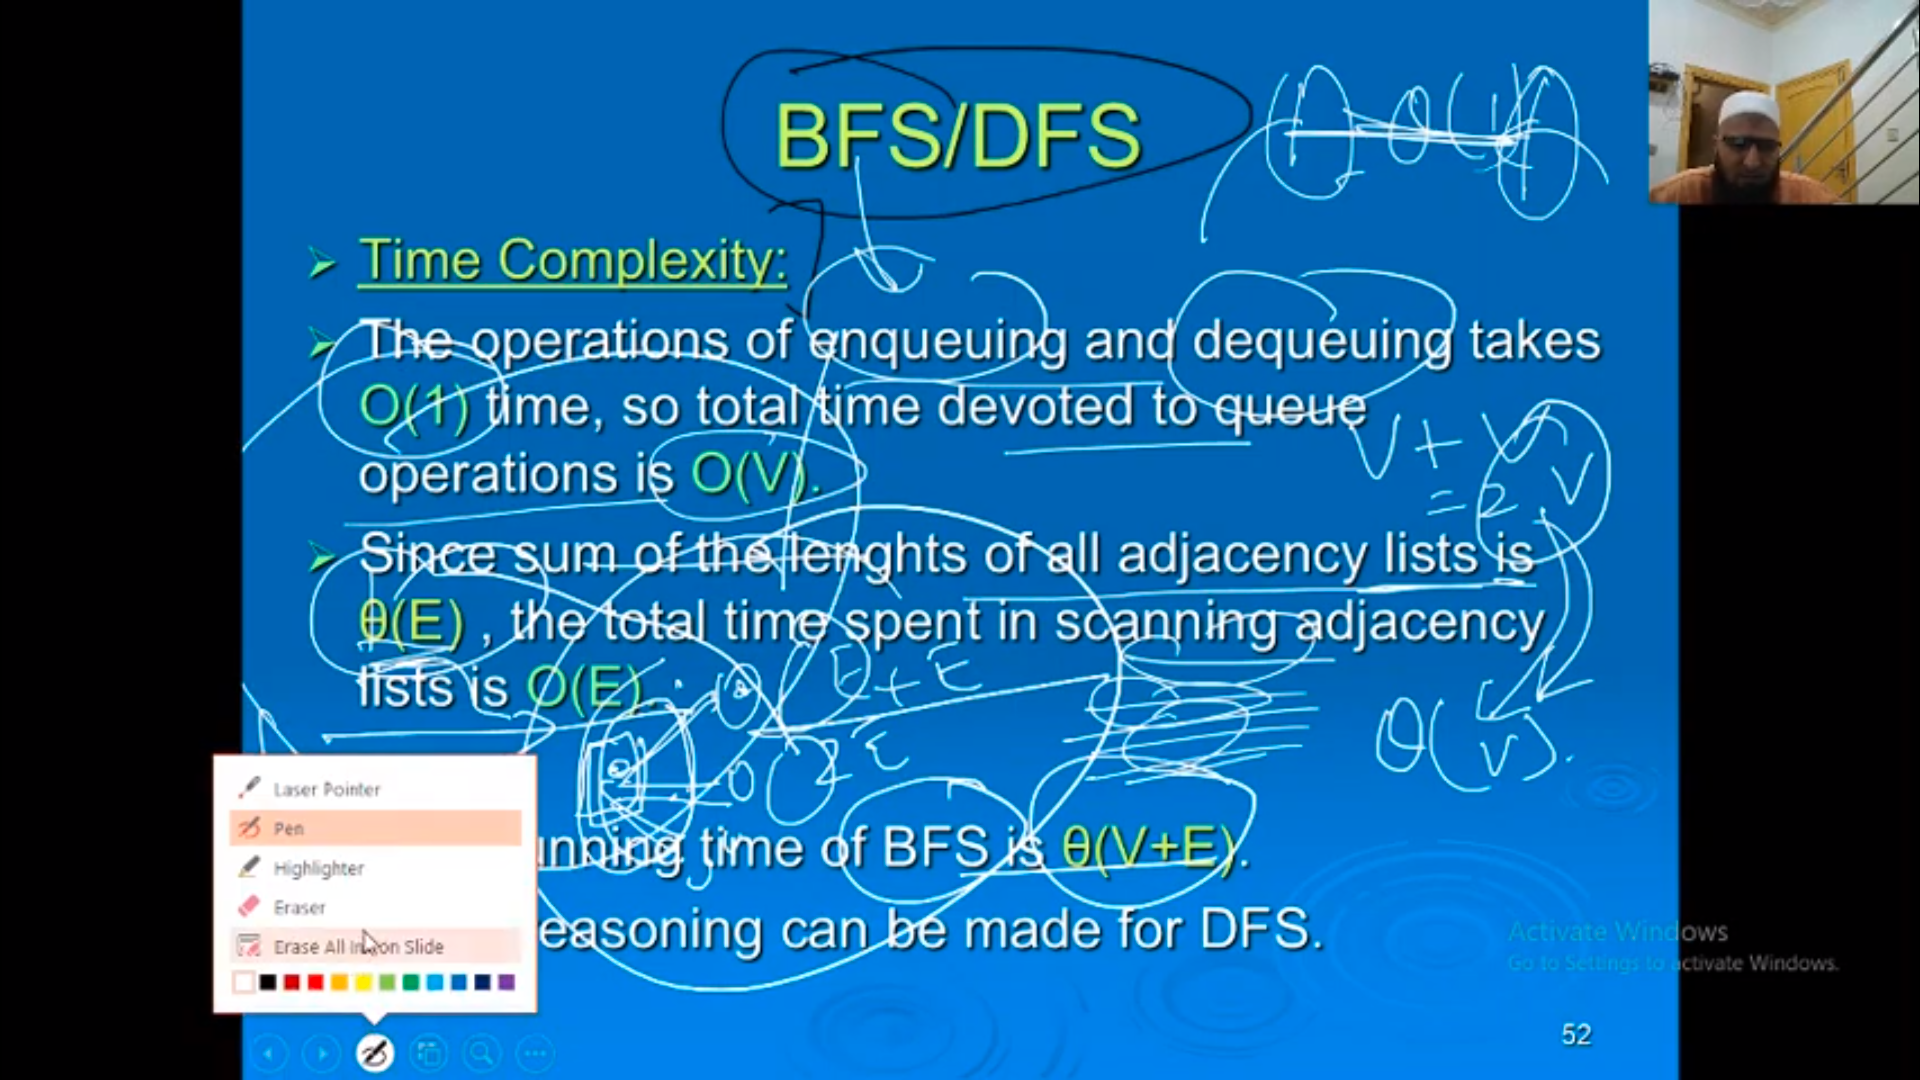 BFS/DFS
Time Complexity:
The operations of enqueuing and dequeuing takes
O(1) time, so total time devoted to queue
operations is O(V).
V + V
= 2 V
Since sum of the lenghts of all adjacency lists is
θ(E) , the total time spent in scanning adjacency
lists is O(E).
E + E
2E
θ(V).
unning time of BFS is θ(V+E).
easoning can be made for DFS.
Laser Pointer
Pen
Highlighter
Eraser
Erase All Ink on Slide
Activate Windows
Go to Settings to activate Windows.
52